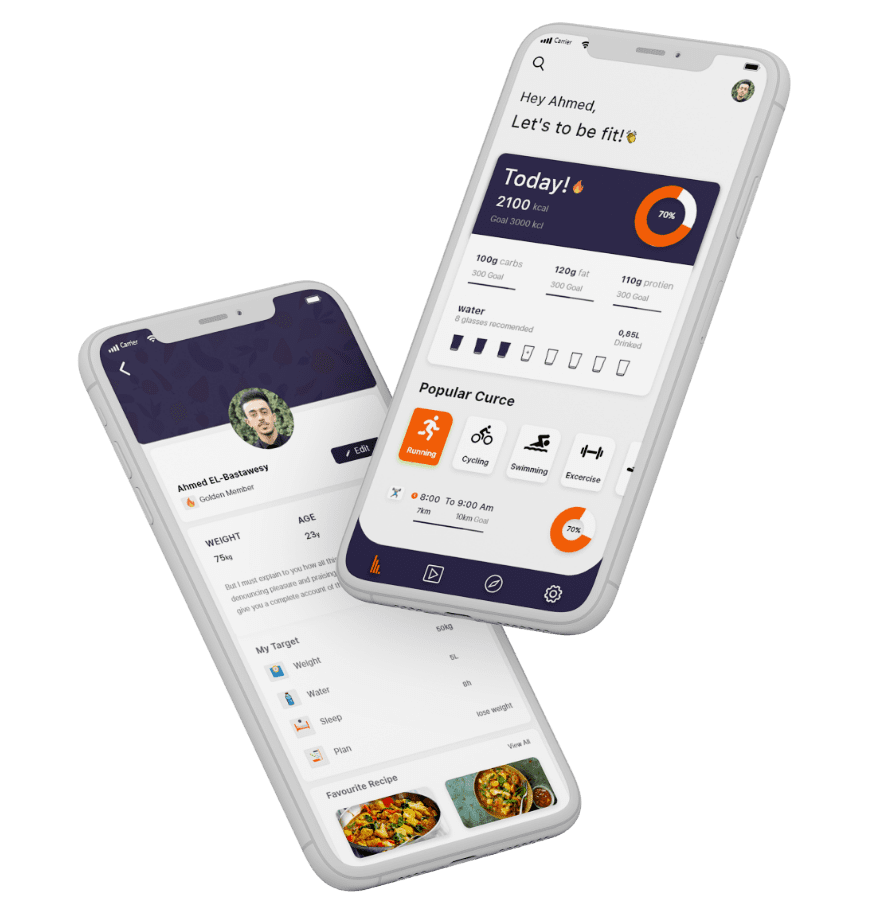 Carrier
Hey Ahmed,
Let's to be fit!
Today!
2100 kcal
Goal 3000 kcl
70%
100g carbs
300 Goal
120g fat
300 Goal
110g protien
300 Goal
water
8 glasses recomended
0,85L
Drinked
Popular Curce
Running
Cycling
Swimming
Excercise
8:00 To 9:00 Am
7km
10km Goal
70%
Carrier
Edit
Ahmed EL-Bastawesy
Golden Member
WEIGHT
75kg
AGE
23y
But I must explain to you how all this
denouncing pleasure and praising
give you a complete account of
My Target
Weight
50kg
Water
5L
Sleep
8h
Plan
lose weight
Favourite Recipe
View All